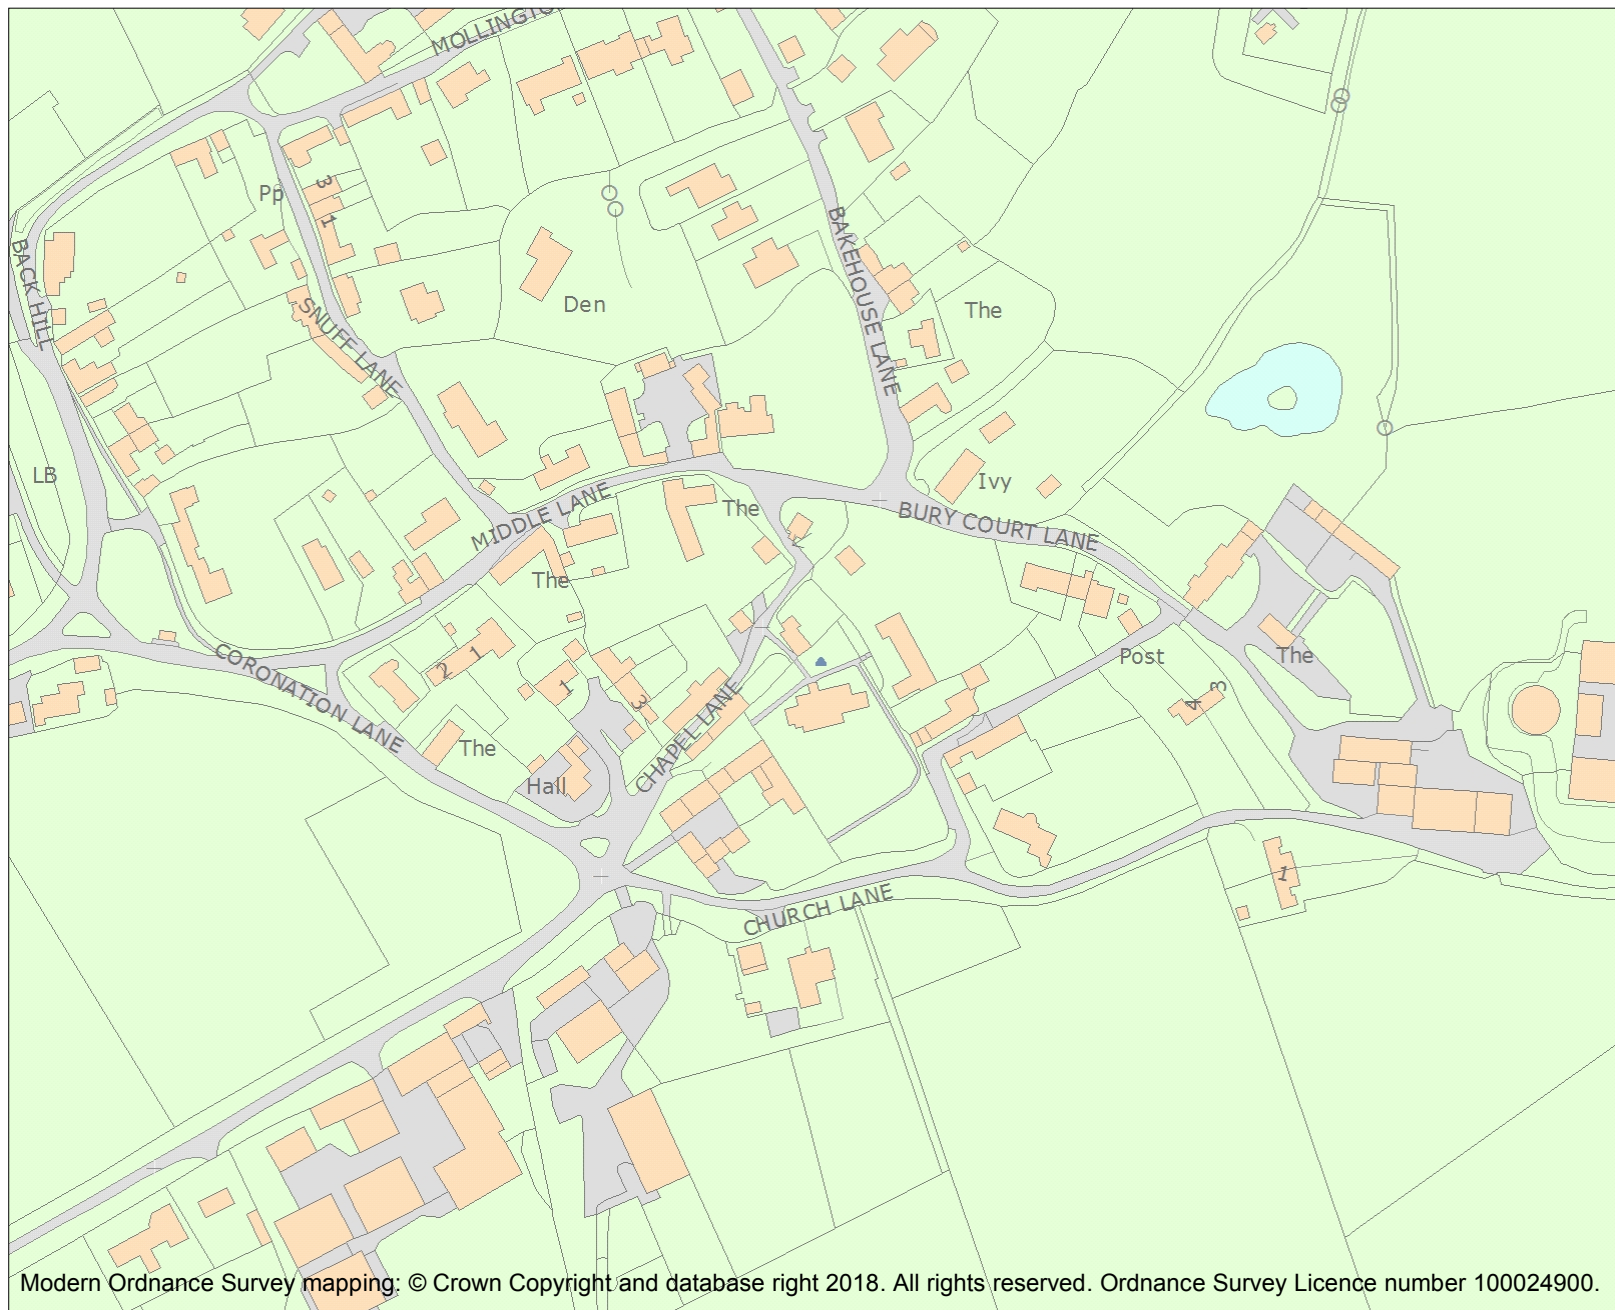 MOLLINGTO
Pp
3
1
BACK HILL
SNUFF LANE
Den
BAKEHOUSE LANE
The
LB
MIDDLE LANE
The
Ivy
BURY COURT LANE
The
2
1
1
3
Post
The
4
3
CORONATION LANE
The
Hall
CHAPEL LANE
1
CHURCH LANE
Modern Ordnance Survey mapping: © Crown Copyright and database right 2018. All rights reserved. Ordnance Survey Licence number 100024900.